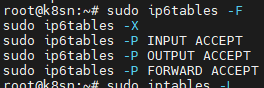 root@k8sn:~# sudo ip6tables -F
sudo ip6tables -X
sudo ip6tables -P INPUT ACCEPT
sudo ip6tables -P OUTPUT ACCEPT
sudo ip6tables -P FORWARD ACCEPT
root@k8sn:~# sudo iptables -L